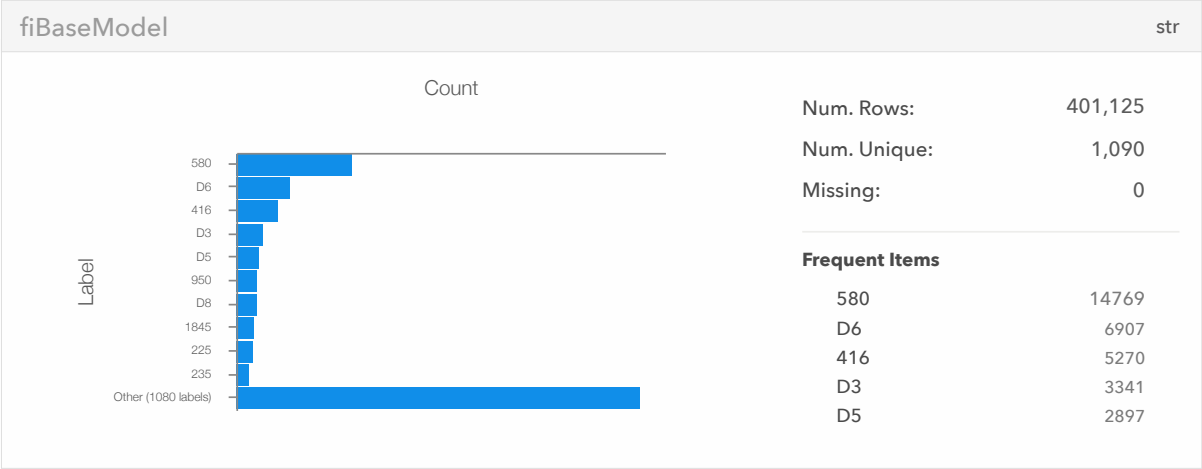 fiBaseModel str
Count
Label
580
D6
416
D3
D5
950
D8
1845
225
235
Other (1080 labels)
Num. Rows: 401,125
Num. Unique: 1,090
Missing: 0
Frequent Items
580 14769
D6 6907
416 5270
D3 3341
D5 2897